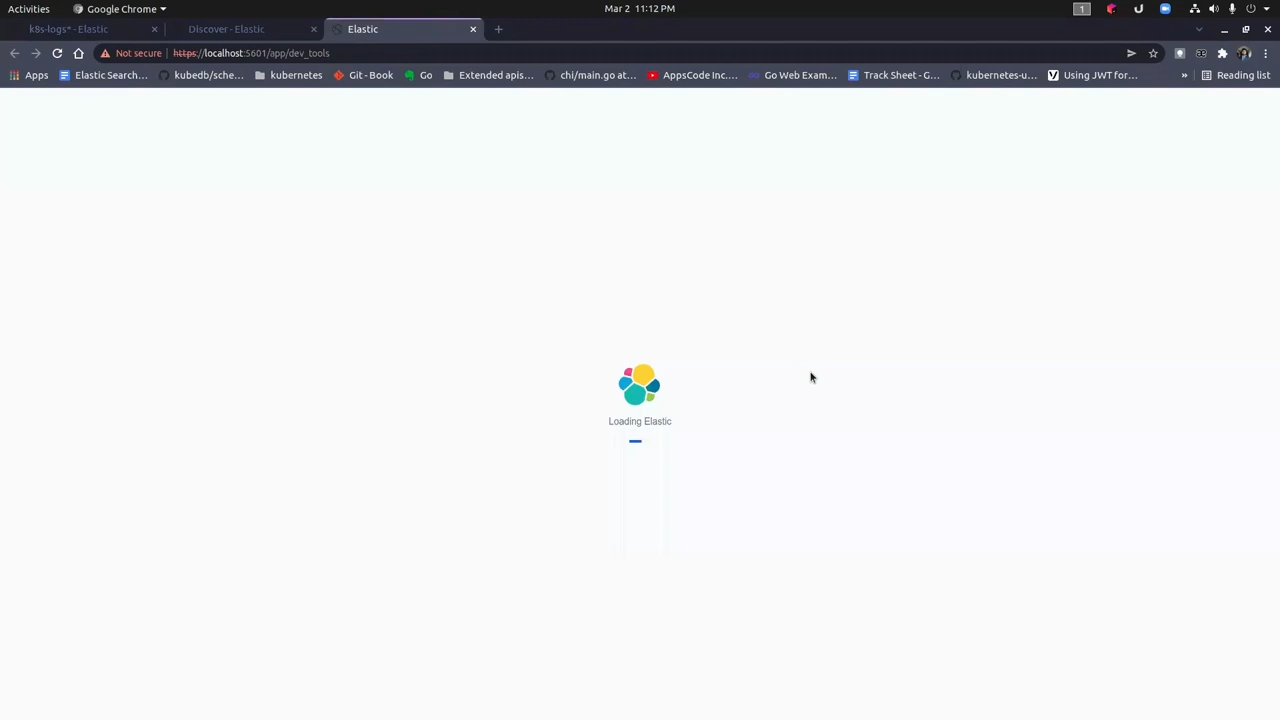 Activities Google Chrome Mar 2 11:12 PM 1
k8s-logs* - Elastic Discover - Elastic Elastic
Not secure https://localhost:5601/app/dev_tools
Apps Elastic Search... kubedb/sche... kubernetes Git - Book Go Extended apis... chi/main.go at... AppsCode Inc.... Go Web Exam... Track Sheet - G... kubernetes-u... Using JWT for... » Reading list
Loading Elastic